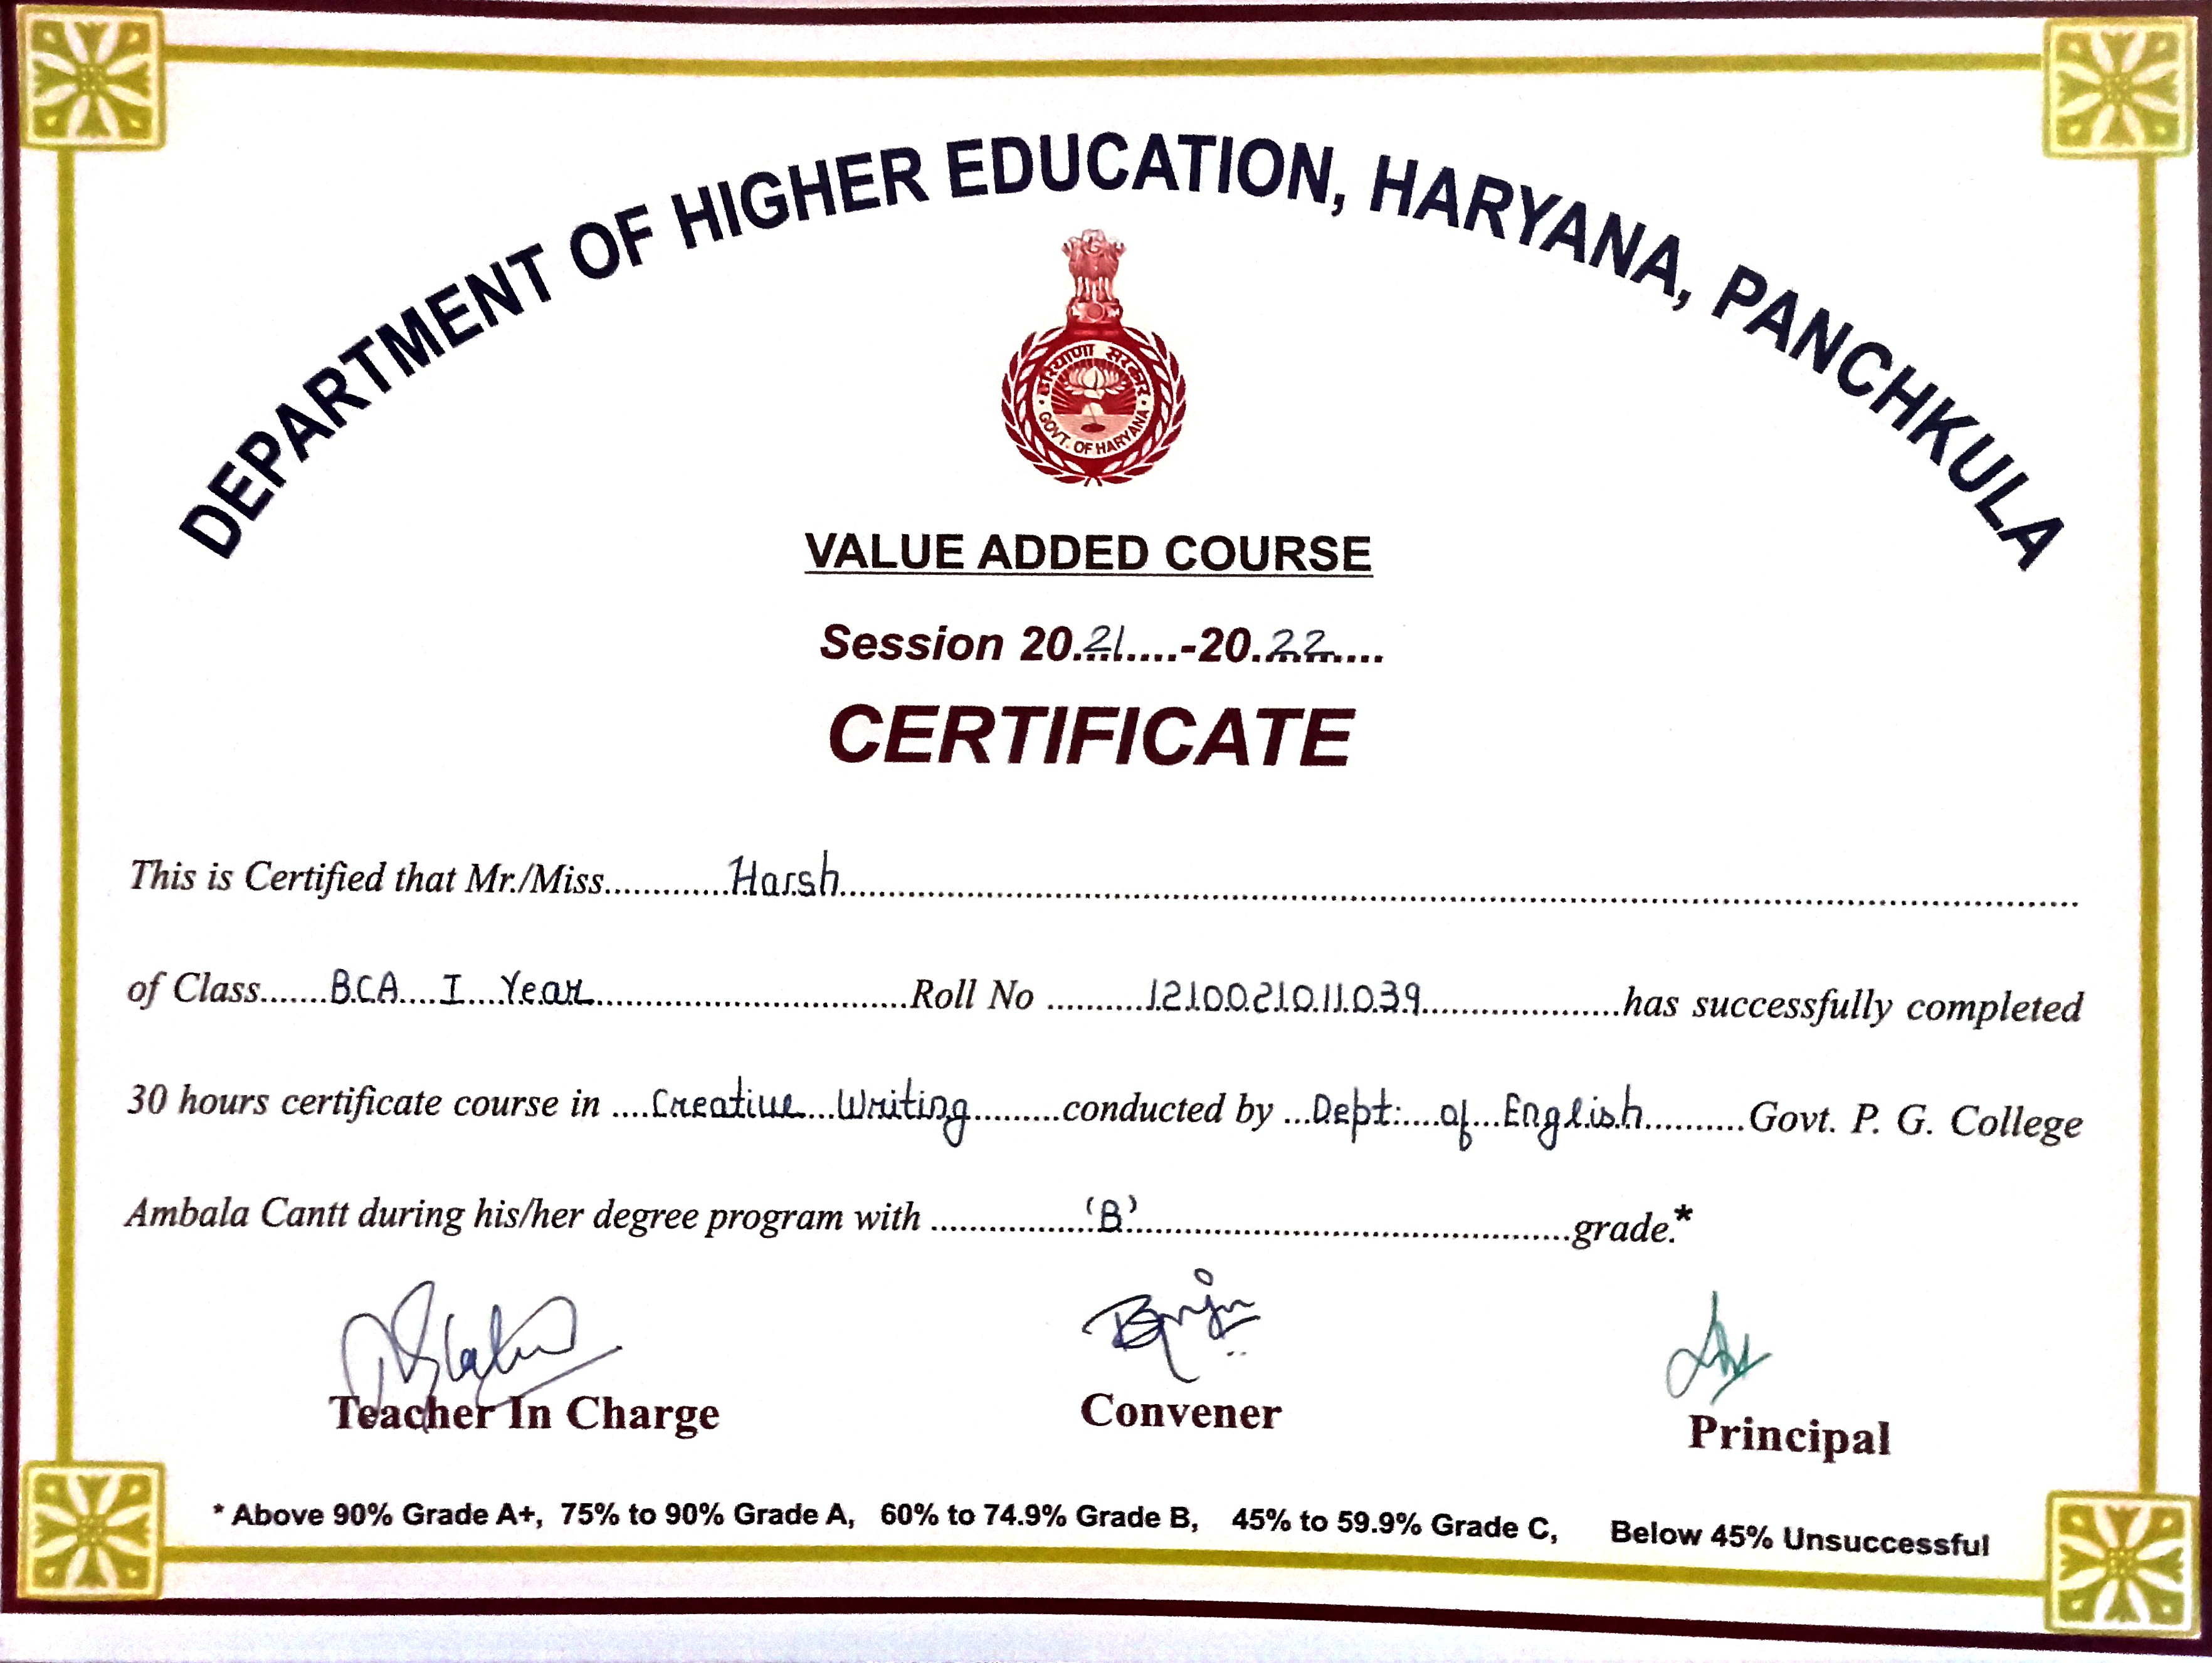 DEPARTMENT OF HIGHER EDUCATION, HARYANA, PANCHKULA
हरियाणा सरकार
GOVT. OF HARYANA
VALUE ADDED COURSE
Session 20.21....-20.22.....
CERTIFICATE
This is Certified that Mr./Miss.............Harsh...............
of Class.......B.C.A....I....Year...............Roll No ..........121002101 1039....................has successfully completed
30 hours certificate course in ....Creative...Writing.........conducted by ...Dept:....of...English..........Govt. P. G. College
Ambala Cantt during his/her degree program with ................'B'...............grade.*
Teacher In Charge
Convener
Principal
* Above 90% Grade A+, 75% to 90% Grade A, 60% to 74.9% Grade B, 45% to 59.9% Grade C, Below 45% Unsuccessful